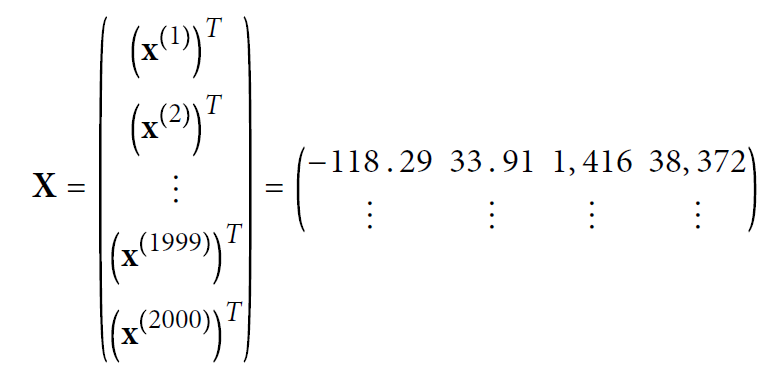 X = ( (x^(1))^T (x^(2))^T ⋮ (x^(1999))^T (x^(2000))^T ) = ( −118.29 33.91 1,416 38,372 ⋮ ⋮ ⋮ ⋮ )